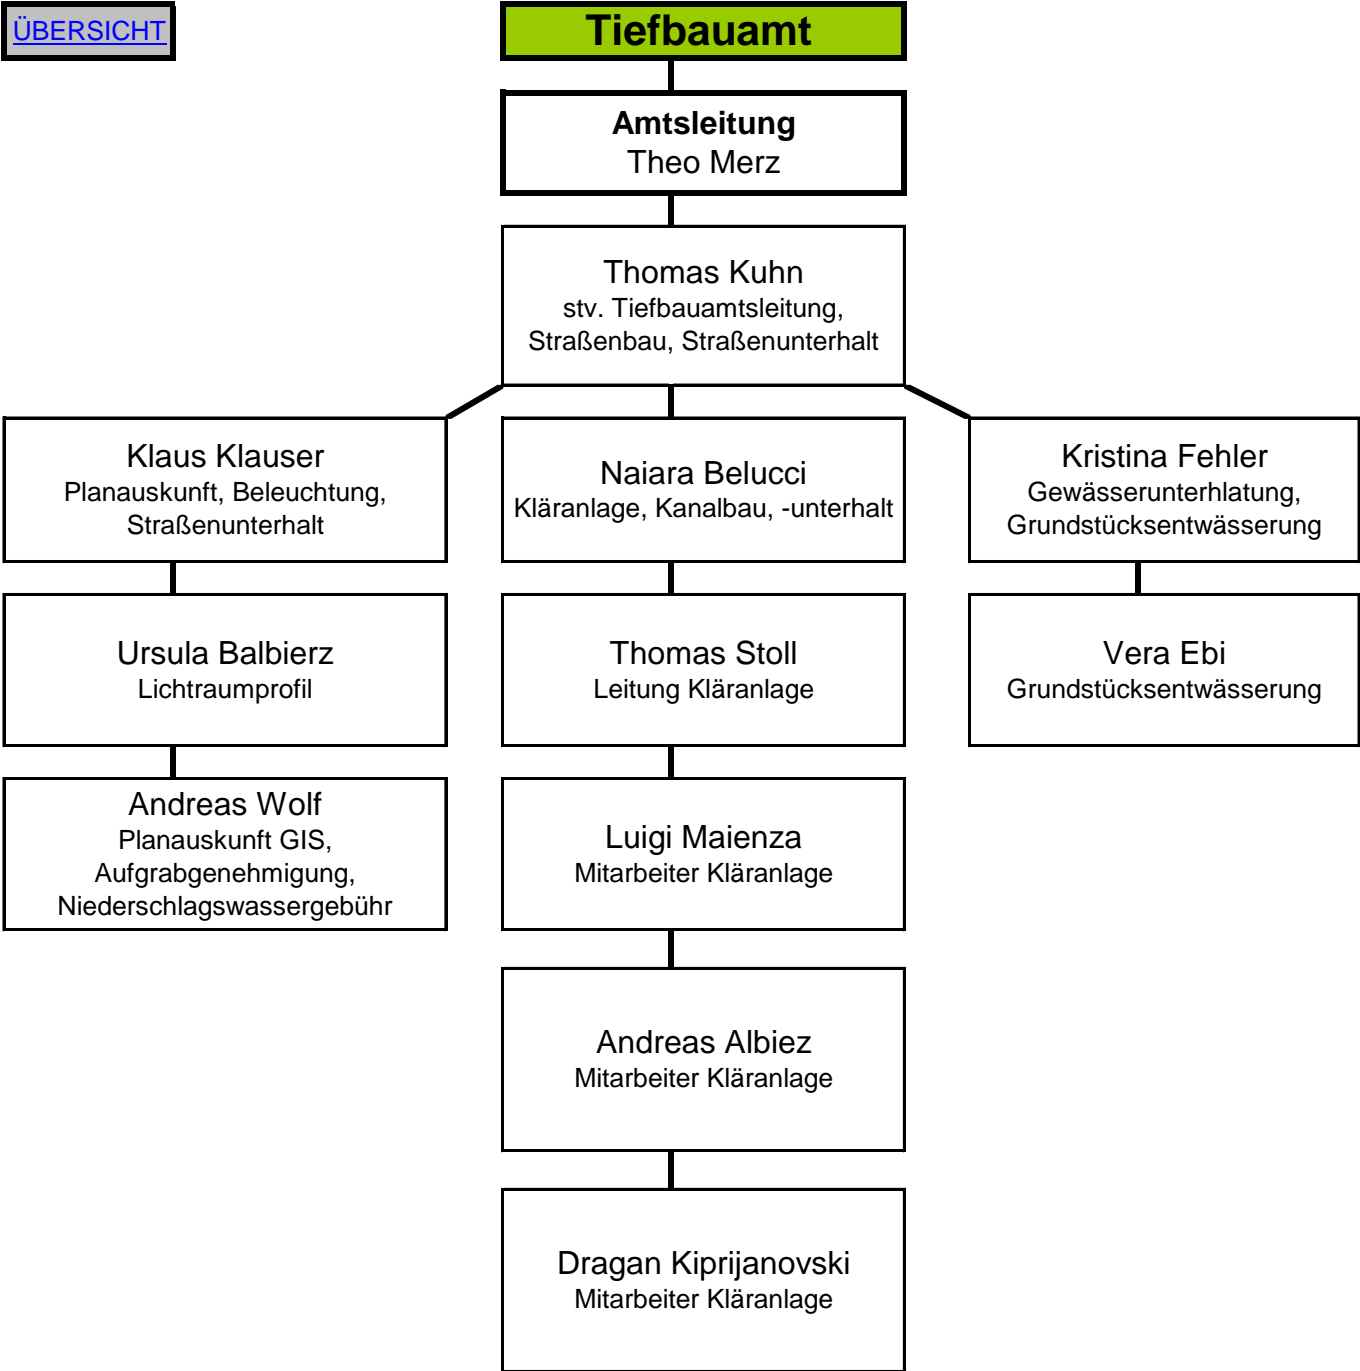 ÜBERSICHT
Tiefbauamt
Amtsleitung
Theo Merz
Thomas Kuhn
stv. Tiefbauamtsleitung,
Straßenbau, Straßenunterhalt
Klaus Klauser
Planauskunft, Beleuchtung,
Straßenunterhalt
Naiara Belucci
Kläranlage, Kanalbau, -unterhalt
Kristina Fehler
Gewässerunterhlatung,
Grundstücksentwässerung
Ursula Balbierz
Lichtraumprofil
Thomas Stoll
Leitung Kläranlage
Vera Ebi
Grundstücksentwässerung
Andreas Wolf
Planauskunft GIS,
Aufgrabgenehmigung,
Niederschlagswassergebühr
Luigi Maienza
Mitarbeiter Kläranlage
Andreas Albiez
Mitarbeiter Kläranlage
Dragan Kiprijanovski
Mitarbeiter Kläranlage